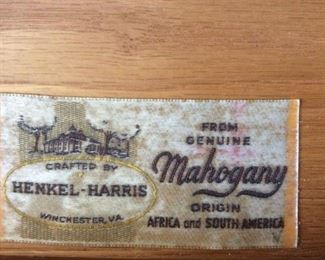 CRAFTED BY
HENKEL-HARRIS
WINCHESTER, VA.
FROM
GENUINE
Mahogany
ORIGIN
AFRICA and SOUTH AMERICA